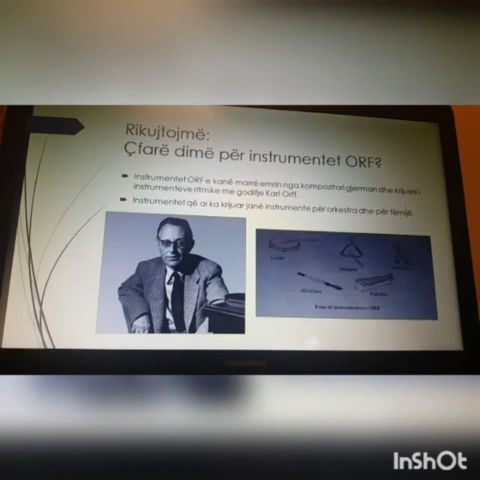 Rikujtojmë:
Çfarë dimë për instrumentet ORF?
Instrumentet ORF-e kanë marrë emrin nga kompozitori gjerman dhe krijuesi i
instrumenteve ritmike me goditje Karl Orff.
Instrumentet që ai ka krijuar janë instrumente për orkestra dhe për fëmijë.
InShOt